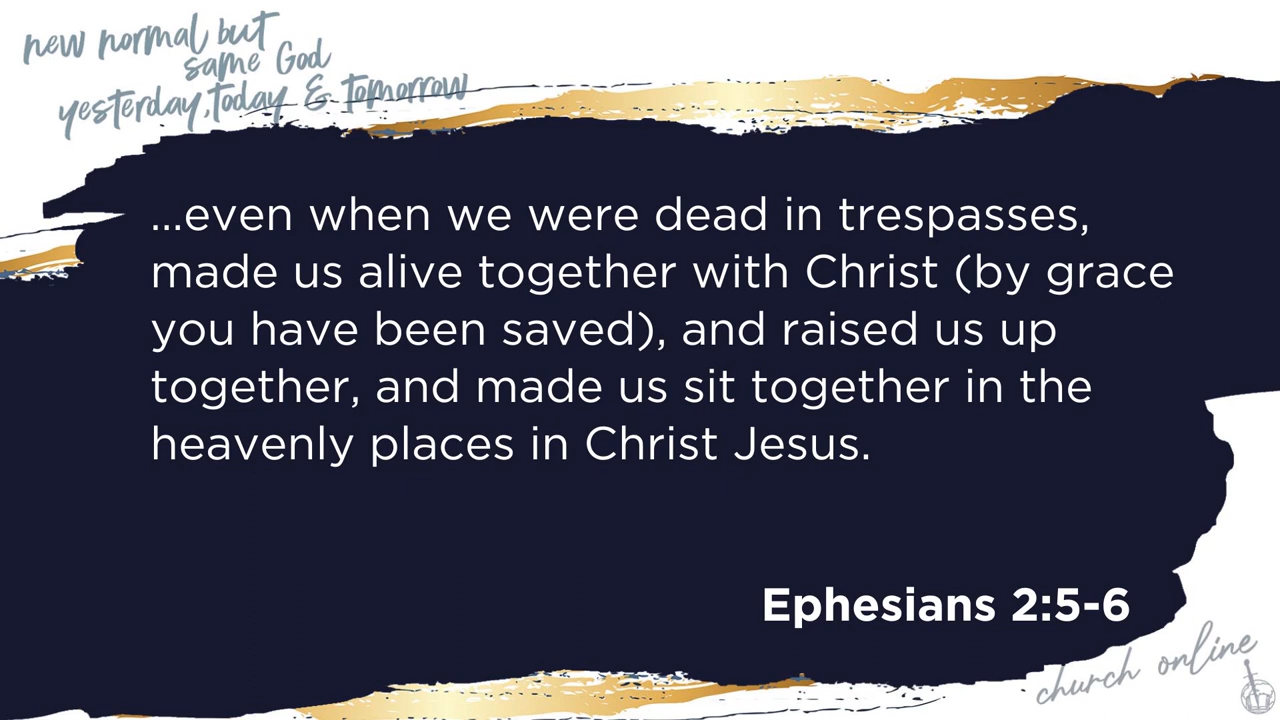 new normal but
same God
yesterday, today & tomorrow
...even when we were dead in trespasses,
made us alive together with Christ (by grace
you have been saved), and raised us up
together, and made us sit together in the
heavenly places in Christ Jesus.
Ephesians 2:5-6
church online